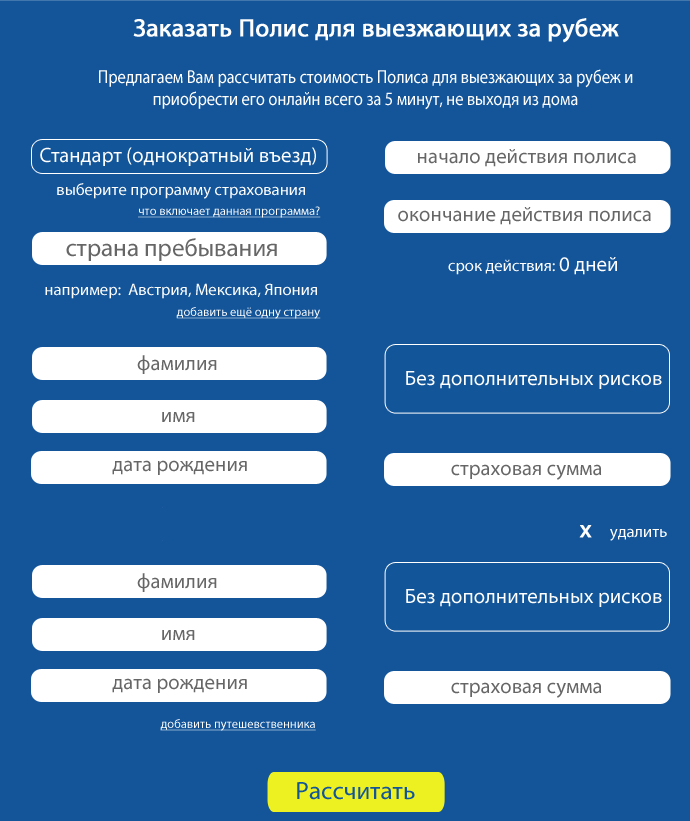 Заказать Полис для выезжающих за рубеж
Предлагаем Вам рассчитать стоимость Полиса для выезжающих за рубеж и
приобрести его онлайн всего за 5 минут, не выходя из дома
Стандарт (однократный въезд)
выберите программу страхования
что включает данная программа?
страна пребывания
например: Австрия, Мексика, Япония
добавить ещё одну страну
начало действия полиса
окончание действия полиса
срок действия: 0 дней
фамилия
имя
дата рождения
Без дополнительных рисков
страховая сумма
X удалить
фамилия
имя
дата рождения
добавить путешевственника
Без дополнительных рисков
страховая сумма
Рассчитать